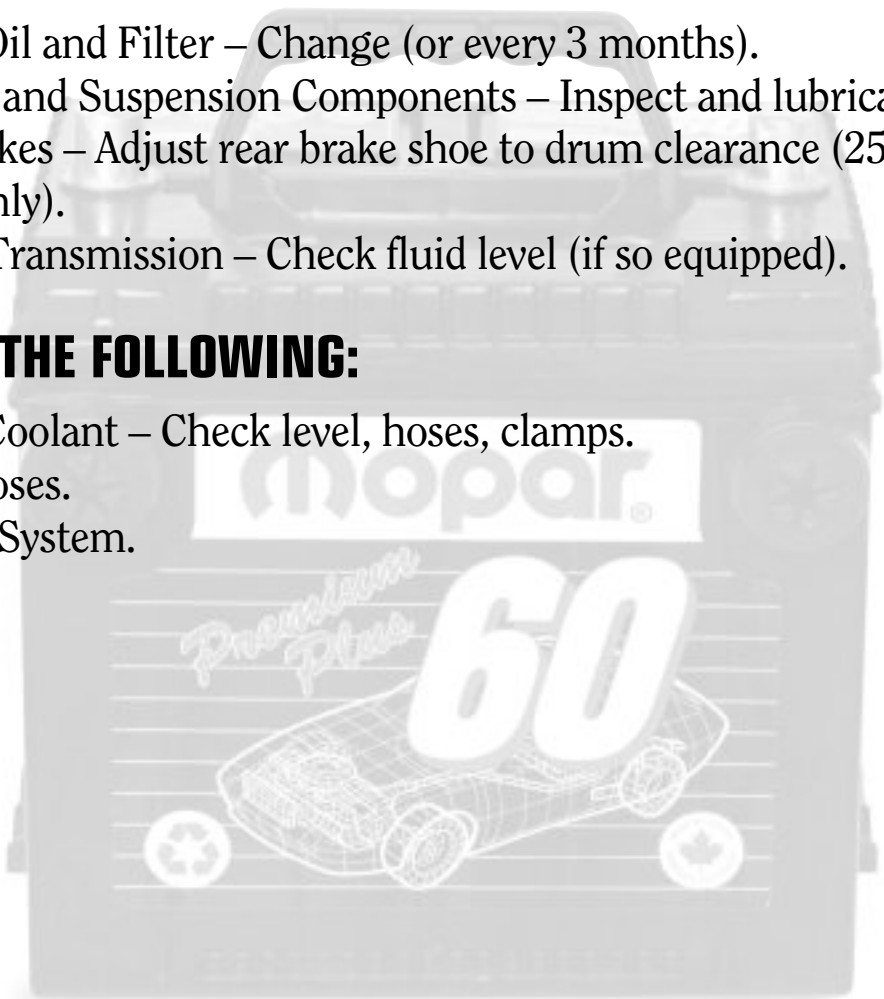 Oil and Filter – Change (or every 3 months).
and Suspension Components – Inspect and lubrica
kes – Adjust rear brake shoe to drum clearance (25
nly).
Transmission – Check fluid level (if so equipped).
THE FOLLOWING:
Coolant – Check level, hoses, clamps.
oses.
System.
mopar®
Premium
Plus
60